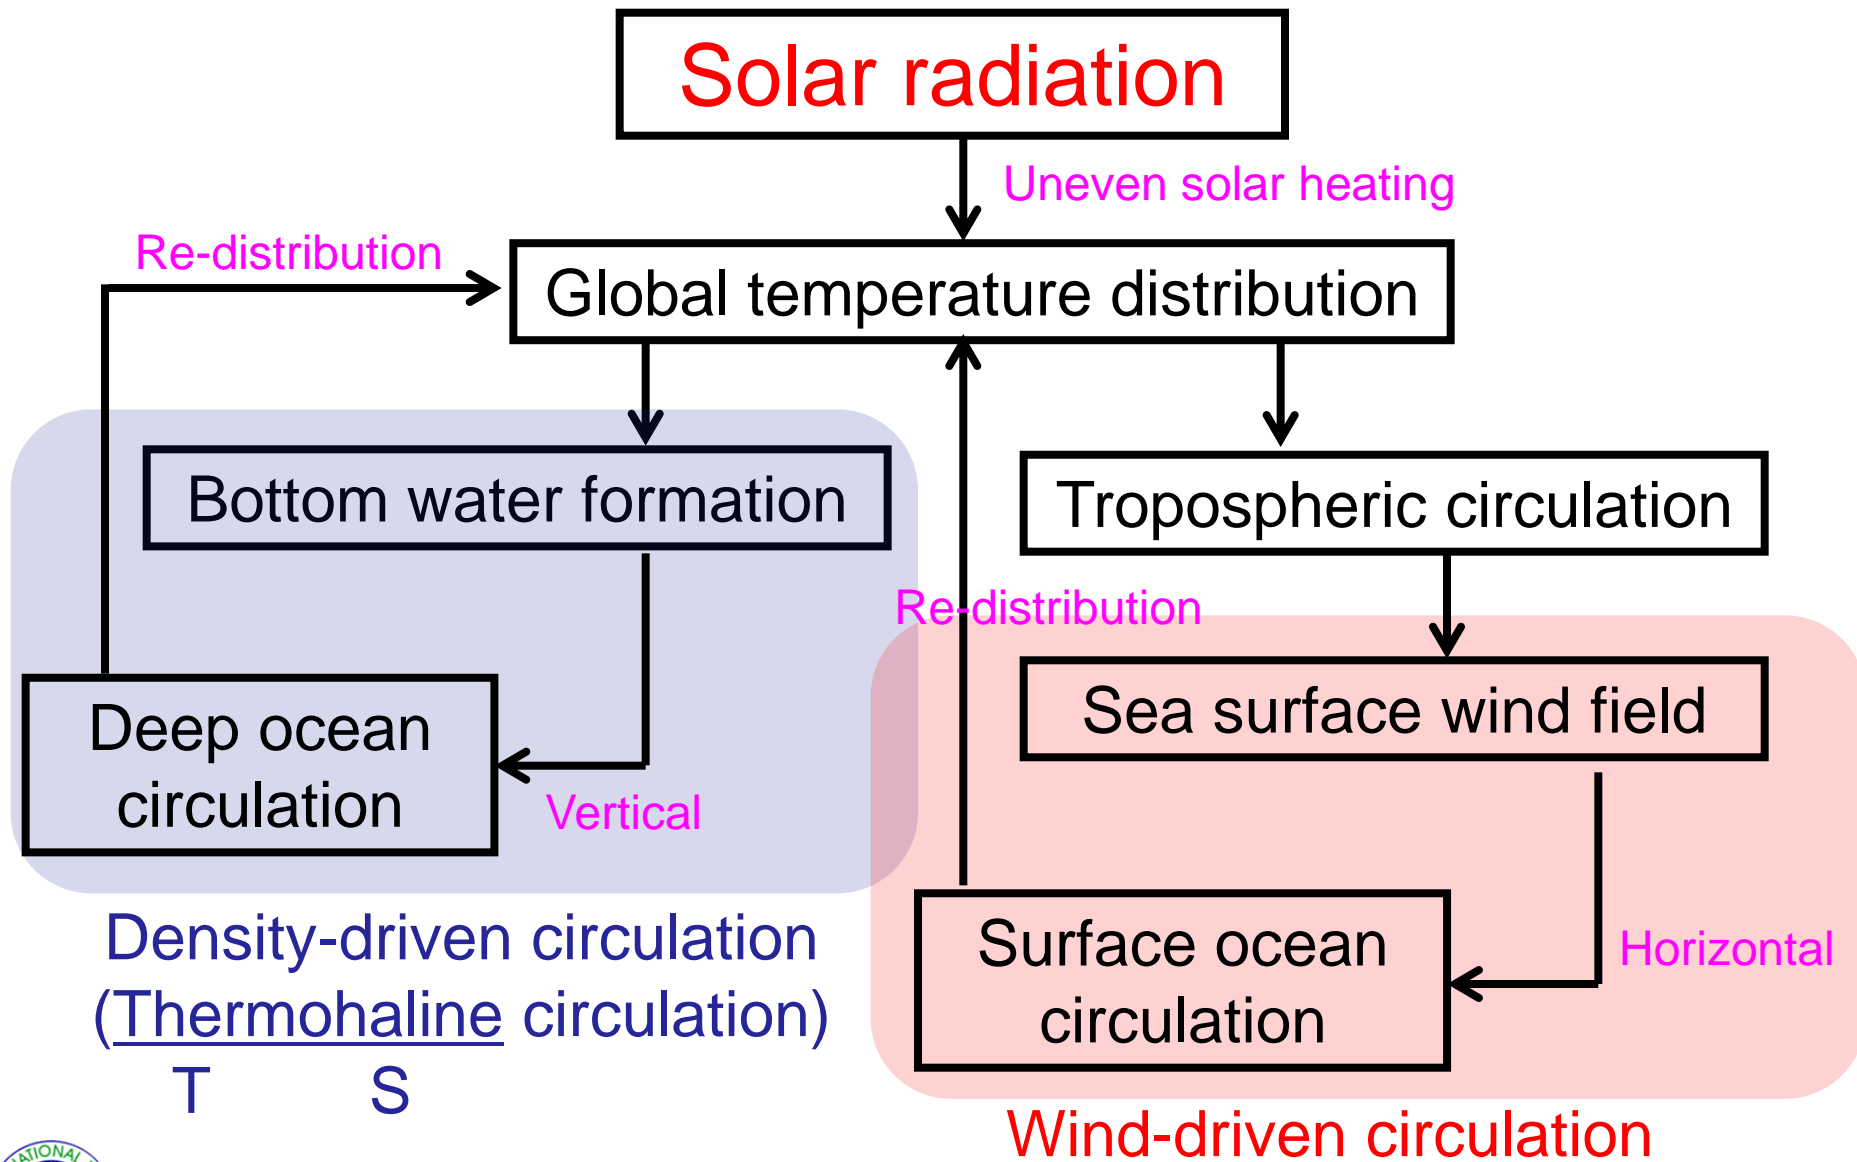 Solar radiation
Uneven solar heating
Re-distribution
Global temperature distribution
Bottom water formation
Tropospheric circulation
Re-distribution
Sea surface wind field
Deep ocean
circulation
Vertical
Surface ocean
circulation
Horizontal
Density-driven circulation
(Thermohaline circulation)
T S
Wind-driven circulation